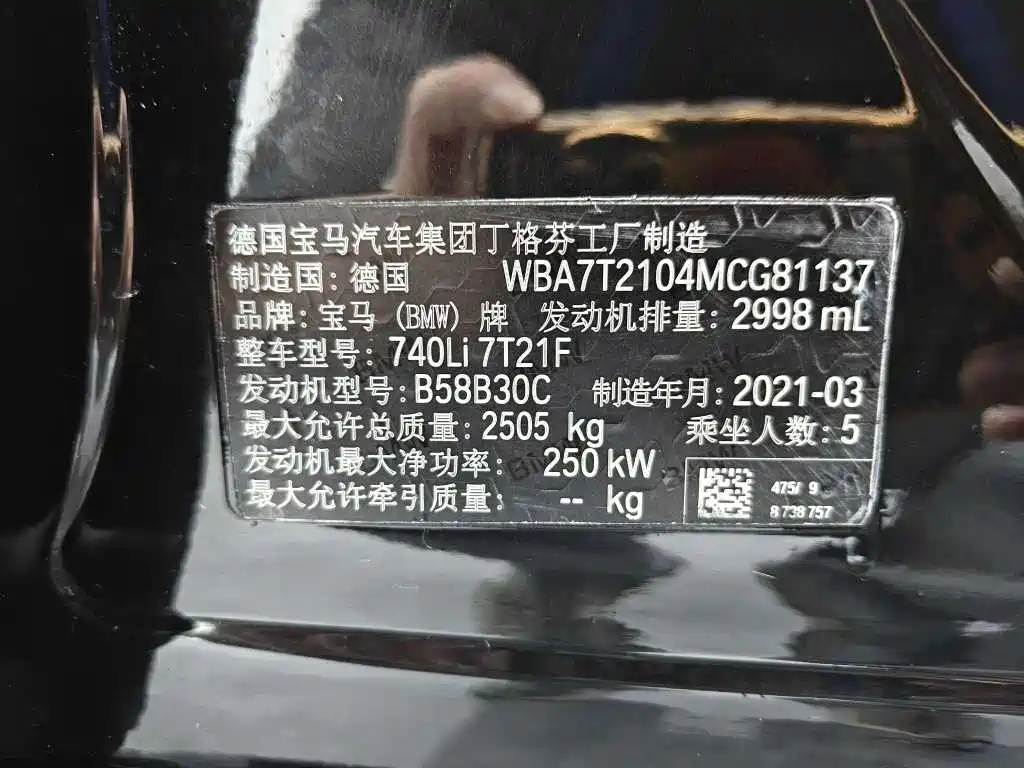 德国宝马汽车集团丁格芬工厂制造
制造国: 德国 WBA7T2104MCG81137
品牌: 宝马 (BMW) 牌 发动机排量: 2998 mL
整车型号: 740Li 7T21F
发动机型号: B58B30C 制造年月: 2021-03
最大允许总质量: 2505 kg 乘坐人数: 5
发动机最大净功率: 250 kW
最大允许牵引质量: -- kg
475/ 9
8 738 757